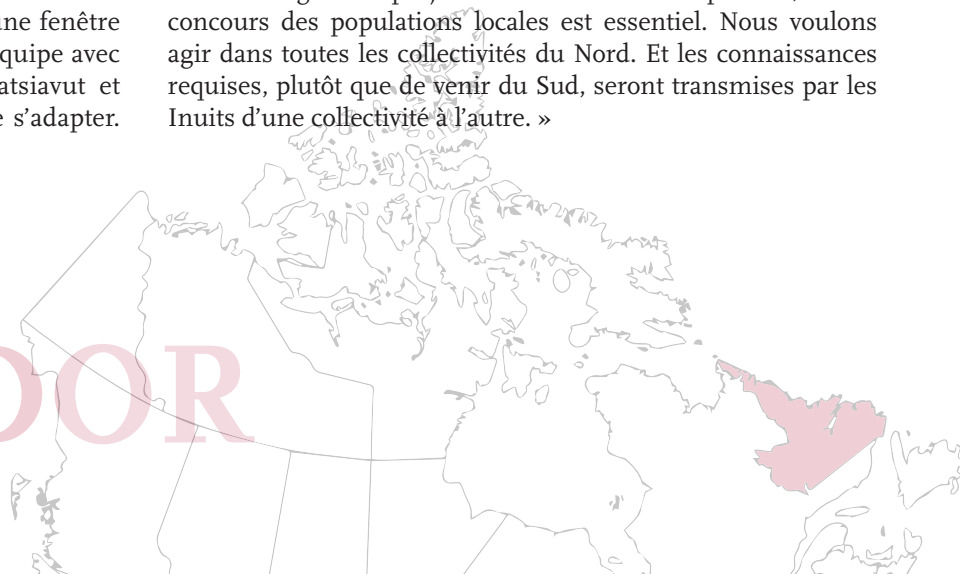 une fenêtre
quipe avec
atsiavut et
e s’adapter.
concours des populations locales est essentiel. Nous voulons
agir dans toutes les collectivités du Nord. Et les connaissances
requises, plutôt que de venir du Sud, seront transmises par les
Inuits d’une collectivité à l’autre. »
DOR